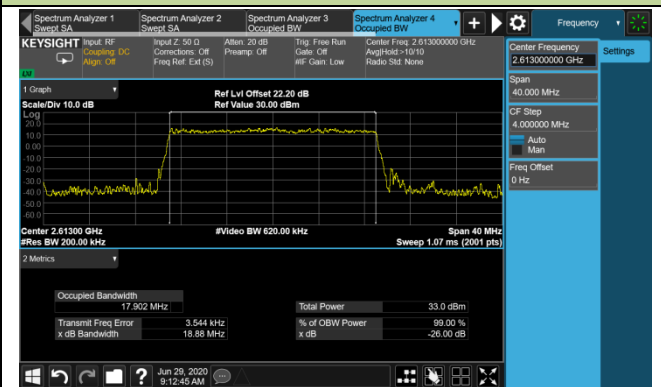 Spectrum Analyzer 1
Swept SA
Spectrum Analyzer 2
Swept SA
Spectrum Analyzer 3
Occupied BW
Spectrum Analyzer 4
Occupied BW
Frequency
KEYSIGHT
Input: RF
Coupling: DC
Align: Off
Input Z: 50 Ω
Corrections: Off
Freq Ref: Ext (S)
Atten: 20 dB
Preamp: Off
Trig: Free Run
Gate: Off
#IF Gain: Low
Center Freq: 2.613000000 GHz
Avg|Hold:>10/10
Radio Std: None
LXI
Center Frequency
2.613000000 GHz
Settings
Span
40.000 MHz
CF Step
4.000000 MHz
Auto
Man
Freq Offset
0 Hz
1 Graph
Scale/Div 10.0 dB
Ref Lvl Offset 22.20 dB
Ref Value 30.00 dBm
Log
20.0
10.0
0.00
-10.0
-20.0
-30.0
-40.0
-50.0
-60.0
Center 2.61300 GHz
#Res BW 200.00 kHz
#Video BW 620.00 kHz
Span 40 MHz
Sweep 1.07 ms (2001 pts)
2 Metrics
Occupied Bandwidth
17.902 MHz
Total Power 33.0 dBm
Transmit Freq Error 3.544 kHz
% of OBW Power 99.00 %
x dB Bandwidth 18.88 MHz
x dB -26.00 dB
?
Jun 29, 2020
9:12:45 AM